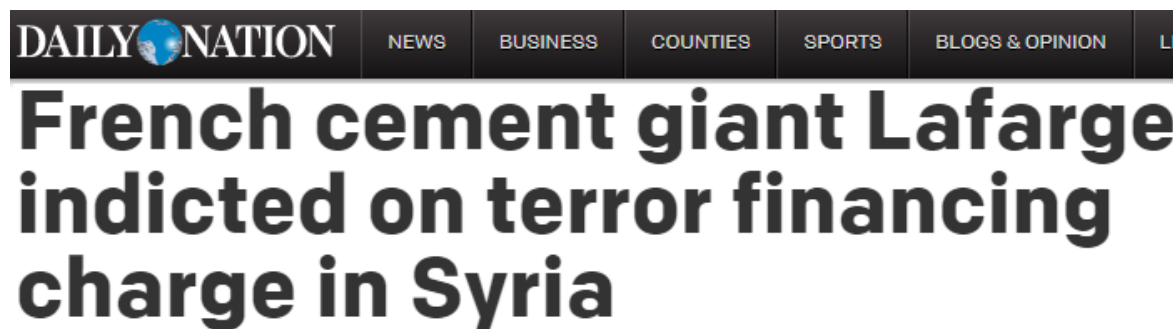 DAILY NATION NEWS BUSINESS COUNTIES SPORTS BLOGS & OPINION
French cement giant Lafarge
indicted on terror financing
charge in Syria